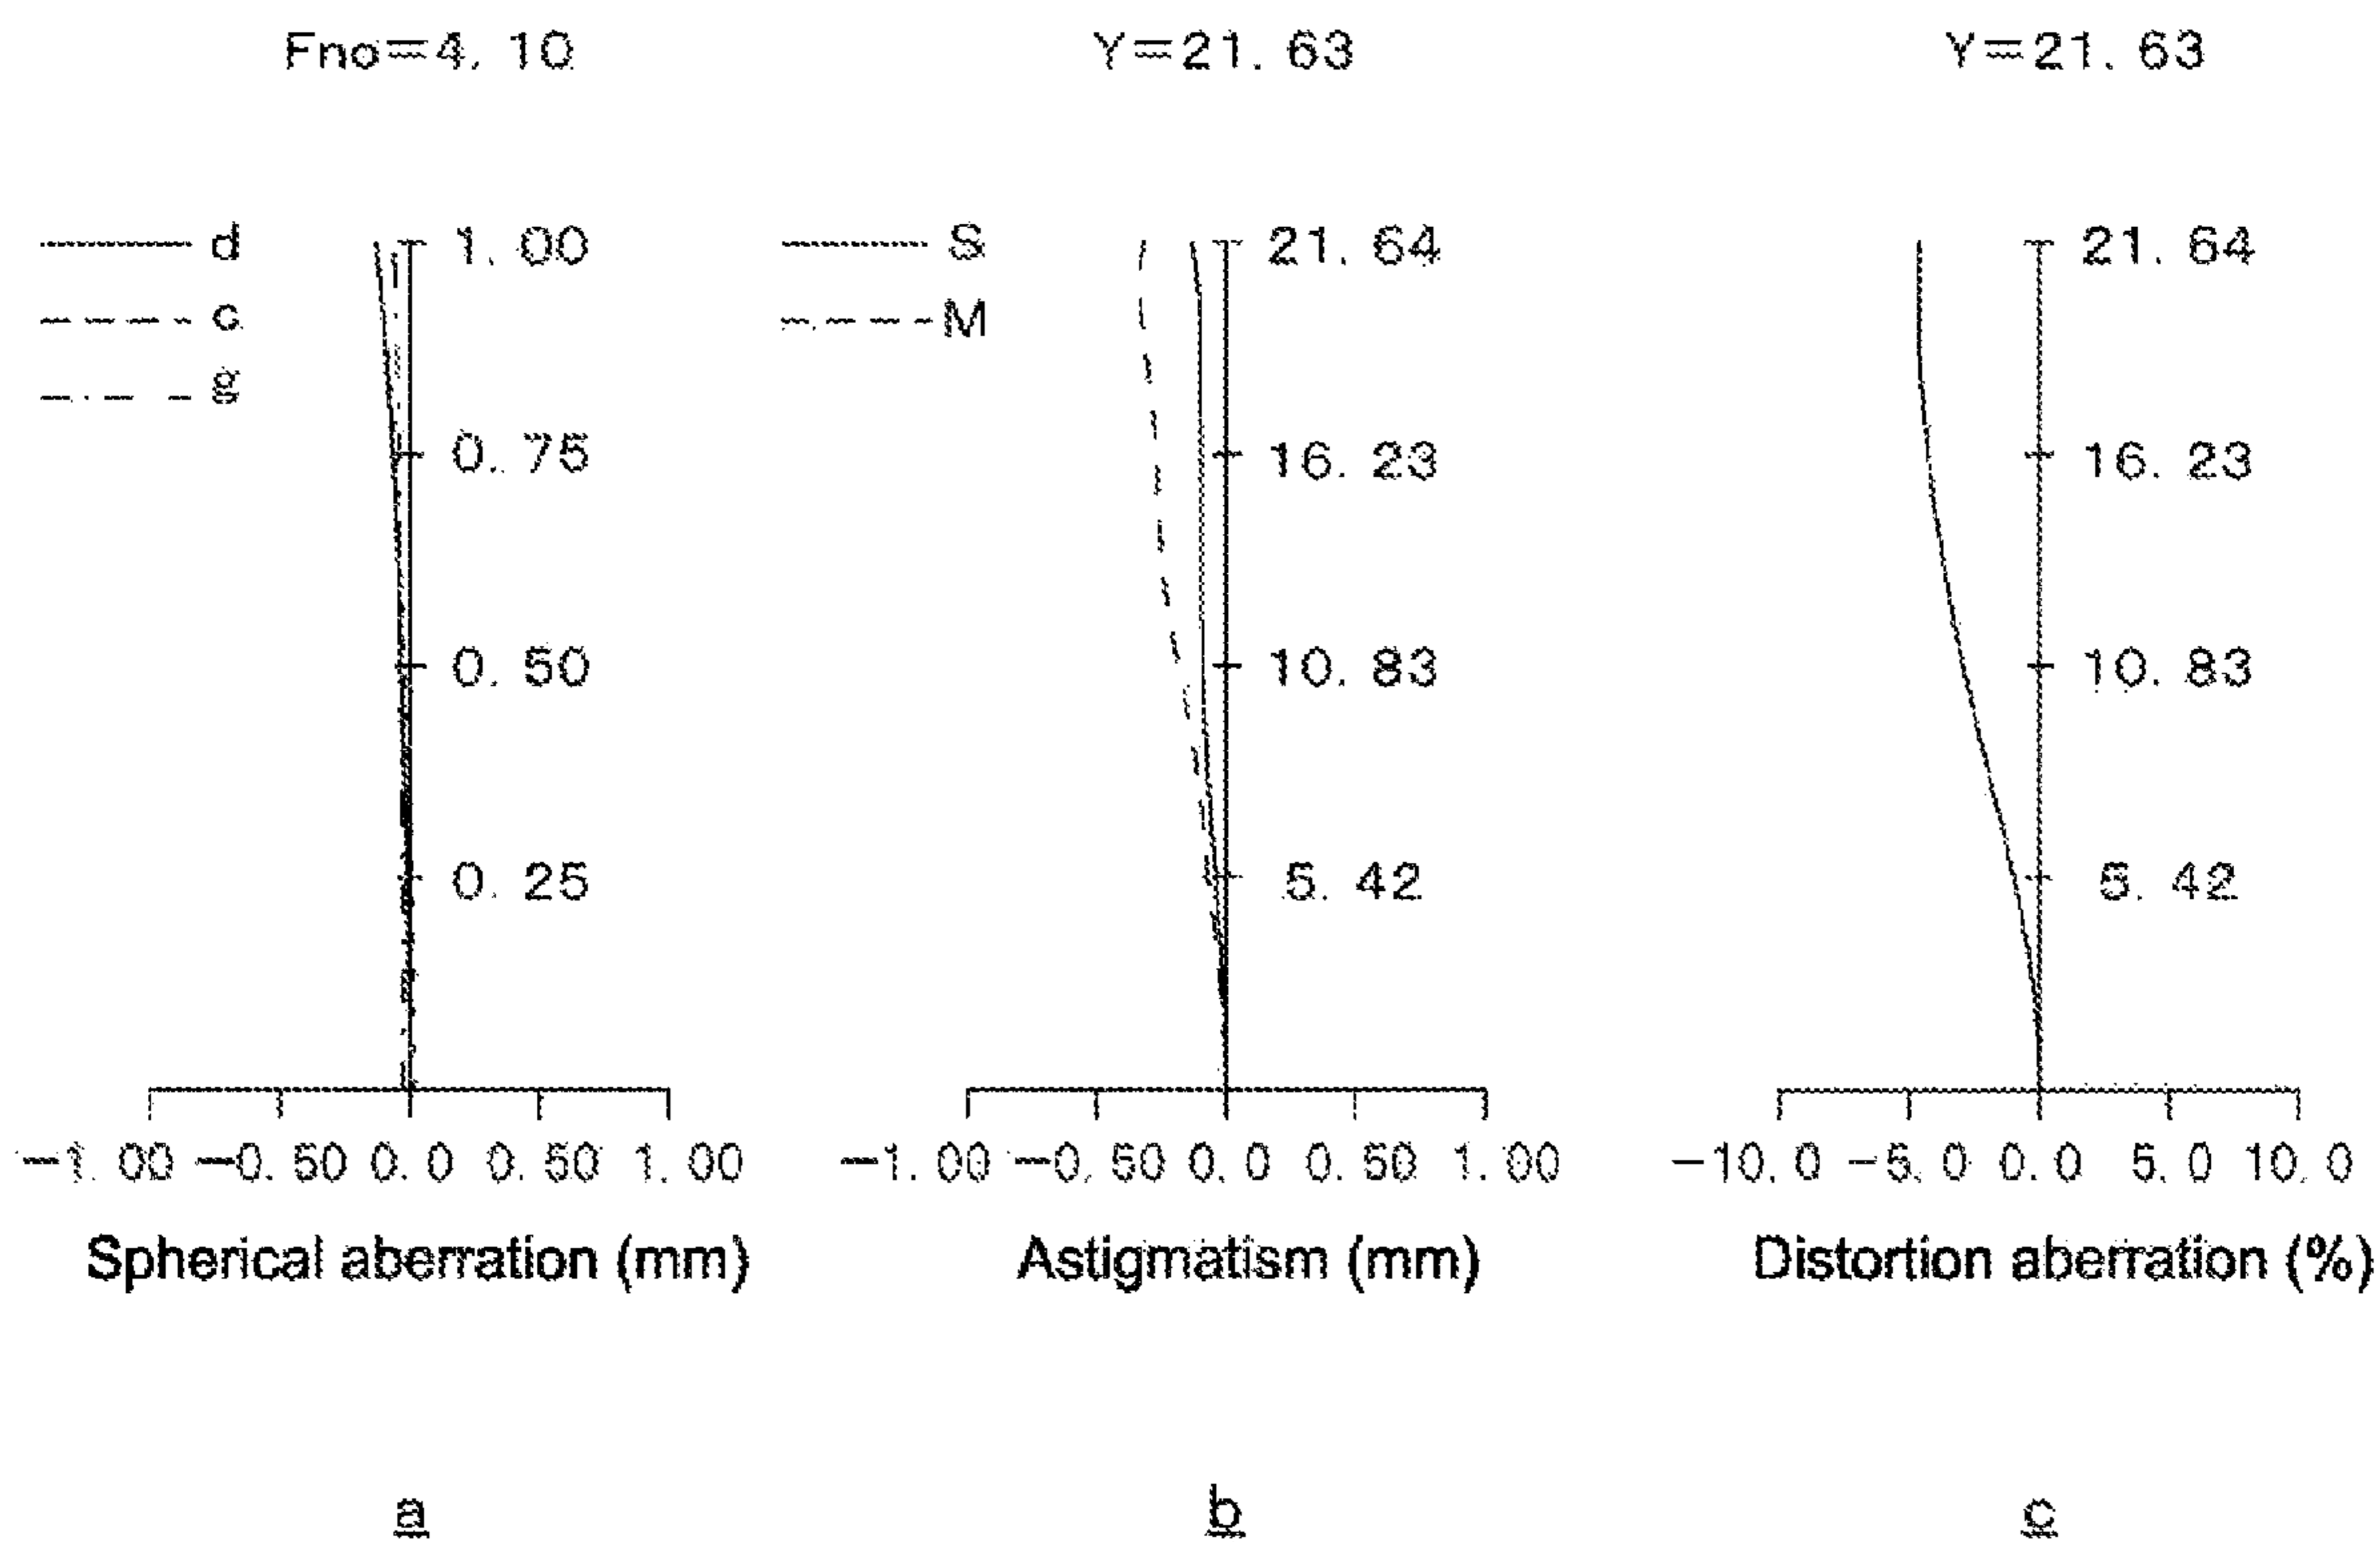 Fno=4. 10 Y=21. 63 Y=21. 63
d 1. 00 S 21. 64 21. 64
c M
g
0. 75 16. 23 16. 23
0. 50 10. 83 10. 83
0. 25 5. 42 5. 42
−1. 00 −0. 50 0. 0 0. 50 1. 00 −1. 00 −0. 50 0. 0 0. 50 1. 00 −10. 0 −5. 0 0. 0 5. 0 10. 0
Spherical aberration (mm) Astigmatism (mm) Distortion aberration (%)
a b c